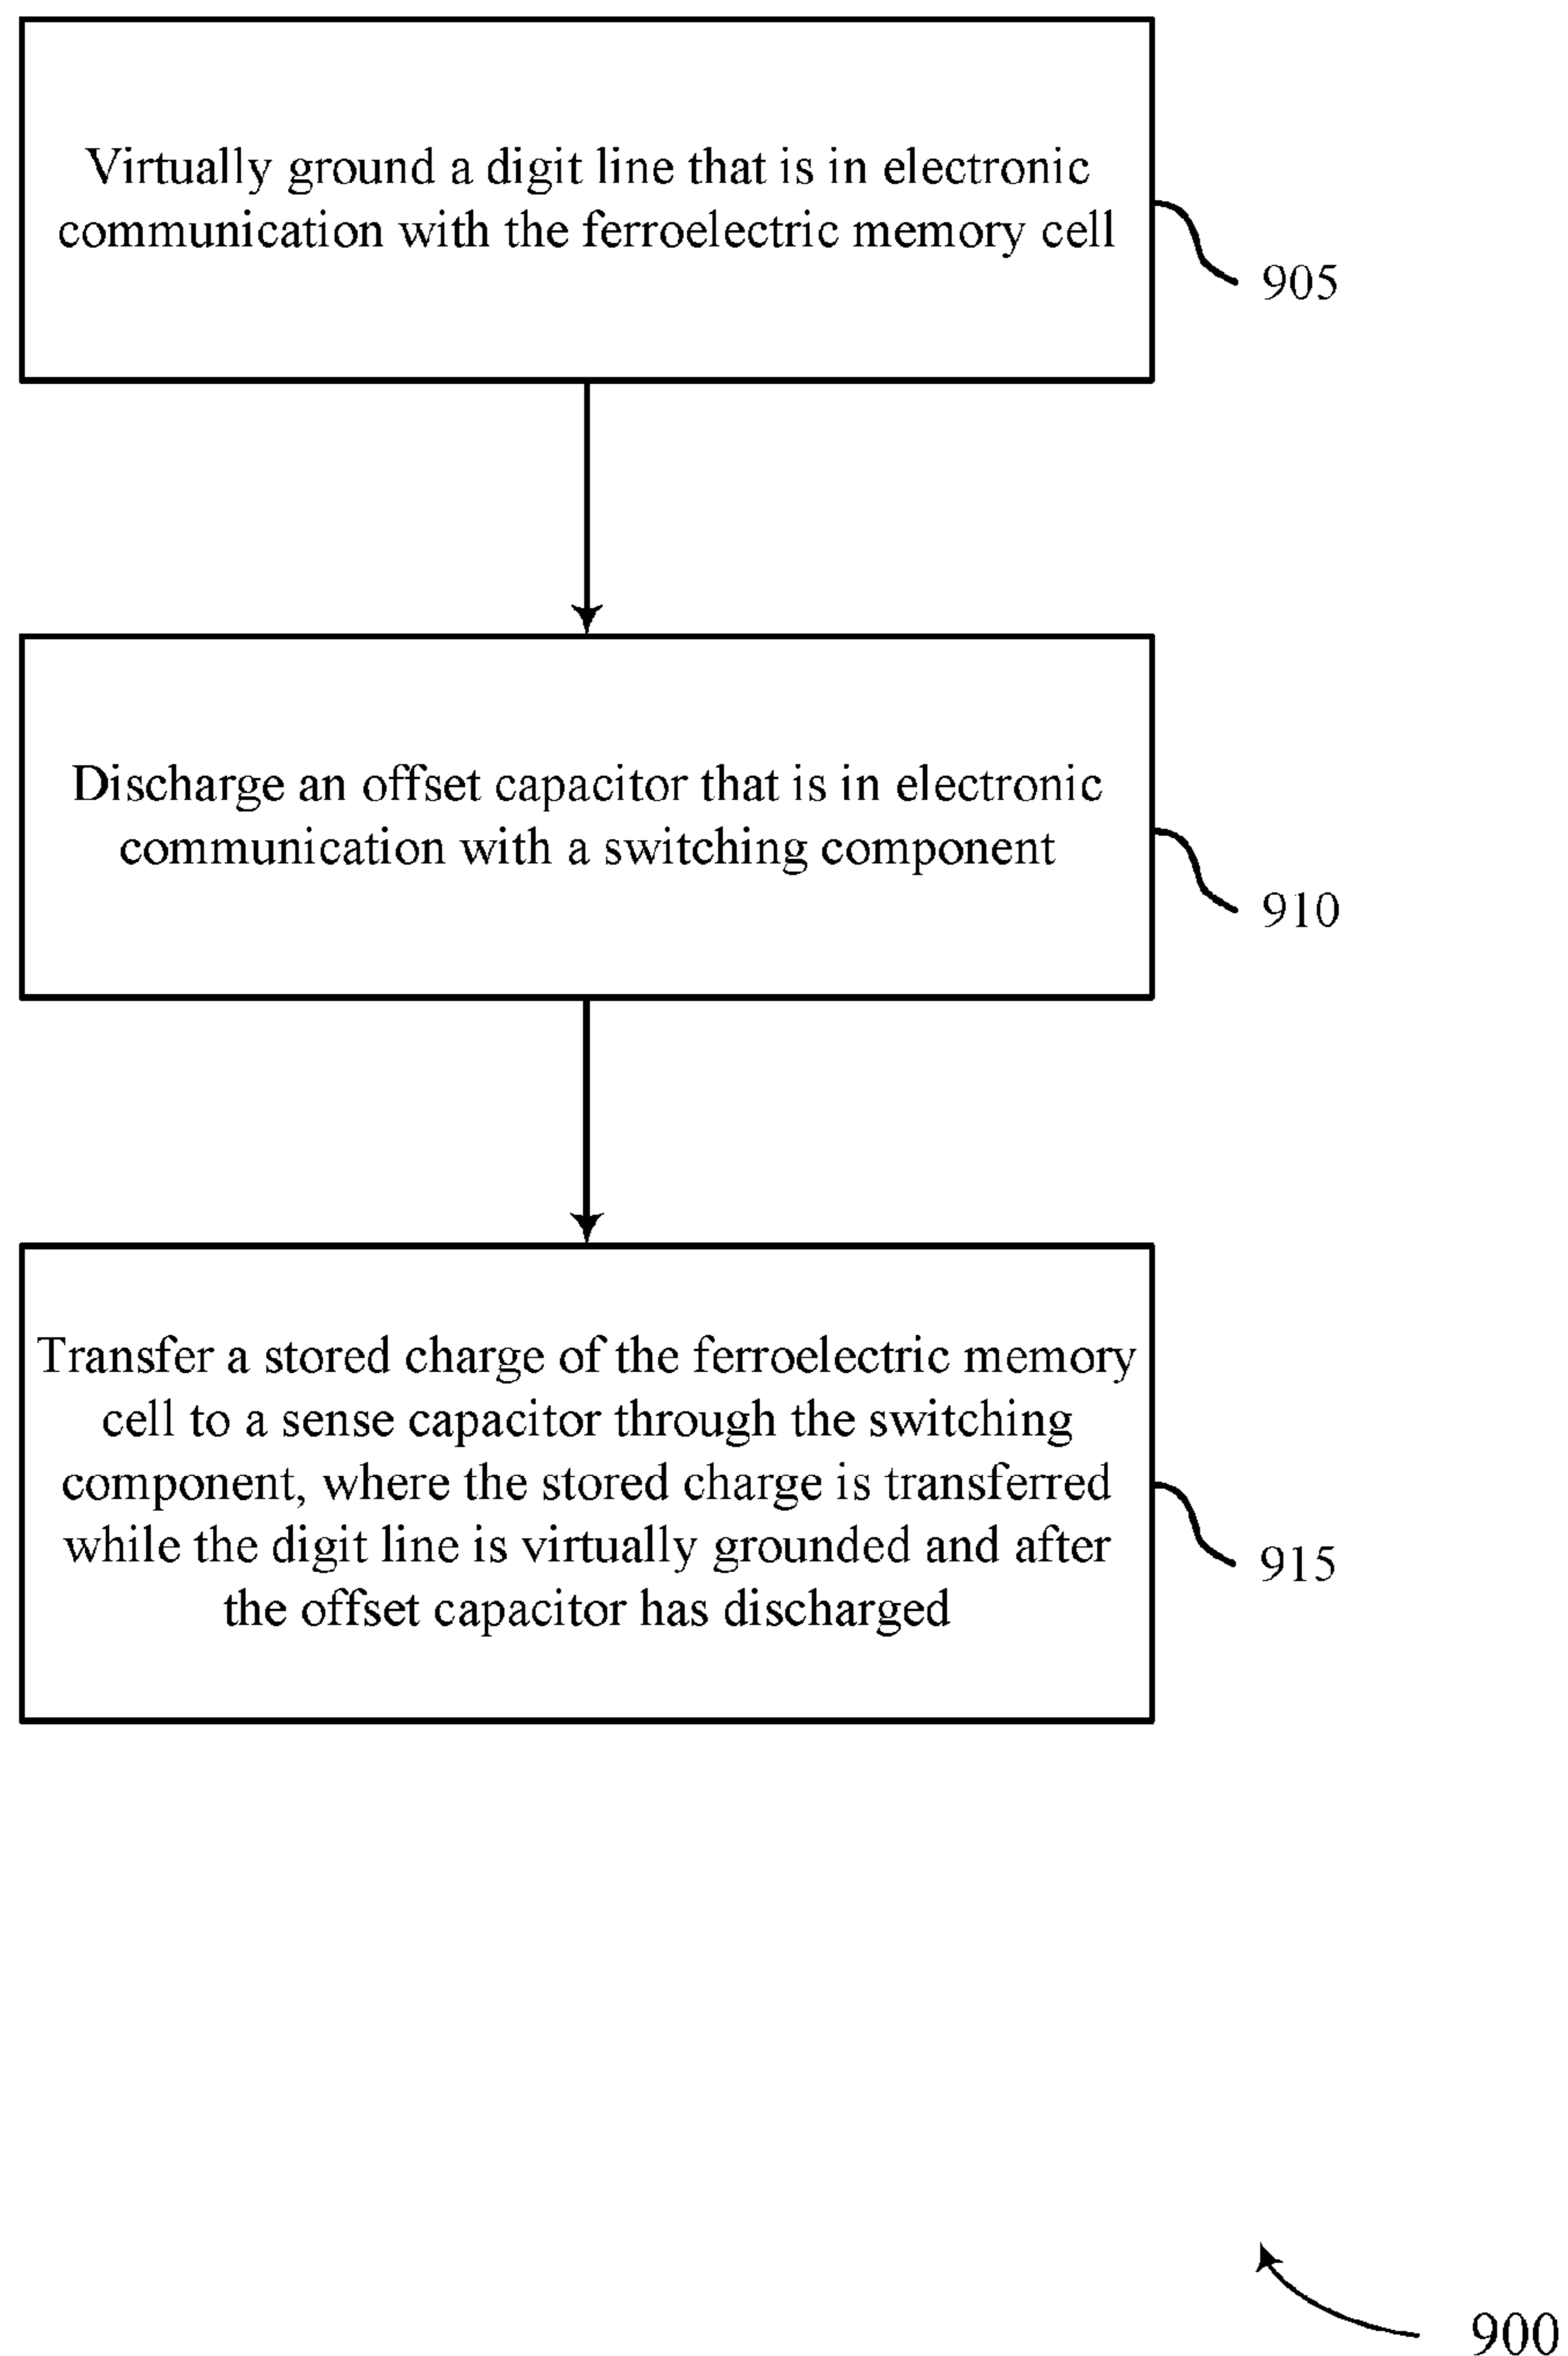 Virtually ground a digit line that is in electronic
communication with the ferroelectric memory cell
905
Discharge an offset capacitor that is in electronic
communication with a switching component
910
Transfer a stored charge of the ferroelectric memory
cell to a sense capacitor through the switching
component, where the stored charge is transferred
while the digit line is virtually grounded and after
the offset capacitor has discharged
915
900